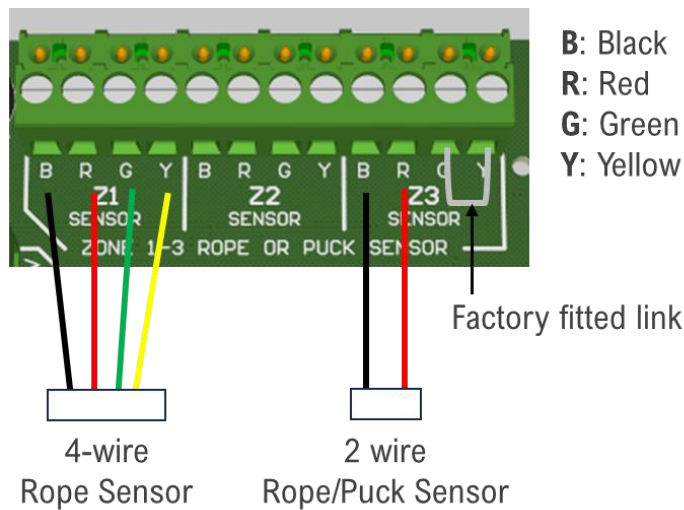 B: Black
R: Red
G: Green
Y: Yellow
B R G Y B R G Y B R G Y
Z1 Z2 Z3
SENSOR SENSOR SENSOR
ZONE 1-3 ROPE OR PUCK SENSOR
Factory fitted link
4-wire
Rope Sensor
2 wire
Rope/Puck Sensor